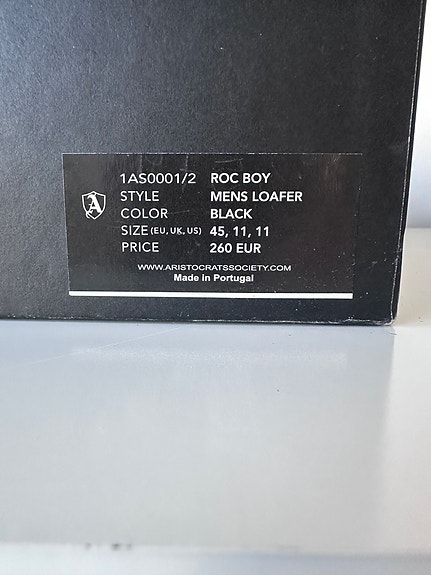 1AS0001/2 ROC BOY
STYLE MENS LOAFER
A
COLOR BLACK
SIZE (EU, UK, US) 45, 11, 11
PRICE 260 EUR
WWW.ARISTOCRATSSOCIETY.COM
Made in Portugal